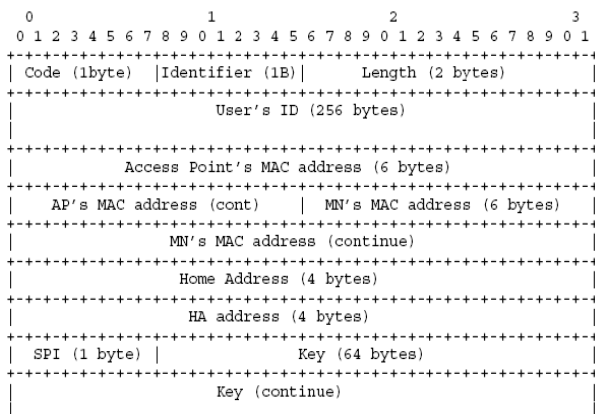 0 1 2 3
0 1 2 3 4 5 6 7 8 9 0 1 2 3 4 5 6 7 8 9 0 1 2 3 4 5 6 7 8 9 0 1
+-+-+-+-+-+-+-+-+-+-+-+-+-+-+-+-+-+-+-+-+-+-+-+-+-+-+-+-+-+-+-+-+
| Code (1byte) |Identifier (1B)| Length (2 bytes) |
+-+-+-+-+-+-+-+-+-+-+-+-+-+-+-+-+-+-+-+-+-+-+-+-+-+-+-+-+-+-+-+-+
| User's ID (256 bytes) |
| |
+-+-+-+-+-+-+-+-+-+-+-+-+-+-+-+-+-+-+-+-+-+-+-+-+-+-+-+-+-+-+-+-+
| Access Point's MAC address (6 bytes) |
+-+-+-+-+-+-+-+-+-+-+-+-+-+-+-+-+-+-+-+-+-+-+-+-+-+-+-+-+-+-+-+-+
| AP's MAC address (cont) | MN's MAC address (6 bytes) |
+-+-+-+-+-+-+-+-+-+-+-+-+-+-+-+-+-+-+-+-+-+-+-+-+-+-+-+-+-+-+-+-+
| MN's MAC address (continue) |
+-+-+-+-+-+-+-+-+-+-+-+-+-+-+-+-+-+-+-+-+-+-+-+-+-+-+-+-+-+-+-+-+
| Home Address (4 bytes) |
+-+-+-+-+-+-+-+-+-+-+-+-+-+-+-+-+-+-+-+-+-+-+-+-+-+-+-+-+-+-+-+-+
| HA address (4 bytes) |
+-+-+-+-+-+-+-+-+-+-+-+-+-+-+-+-+-+-+-+-+-+-+-+-+-+-+-+-+-+-+-+-+
| SPI (1 byte) | Key (64 bytes) |
+-+-+-+-+-+-+-+-+-+-+-+-+-+-+-+-+-+-+-+-+-+-+-+-+-+-+-+-+-+-+-+-+
| Key (continue) |
| |